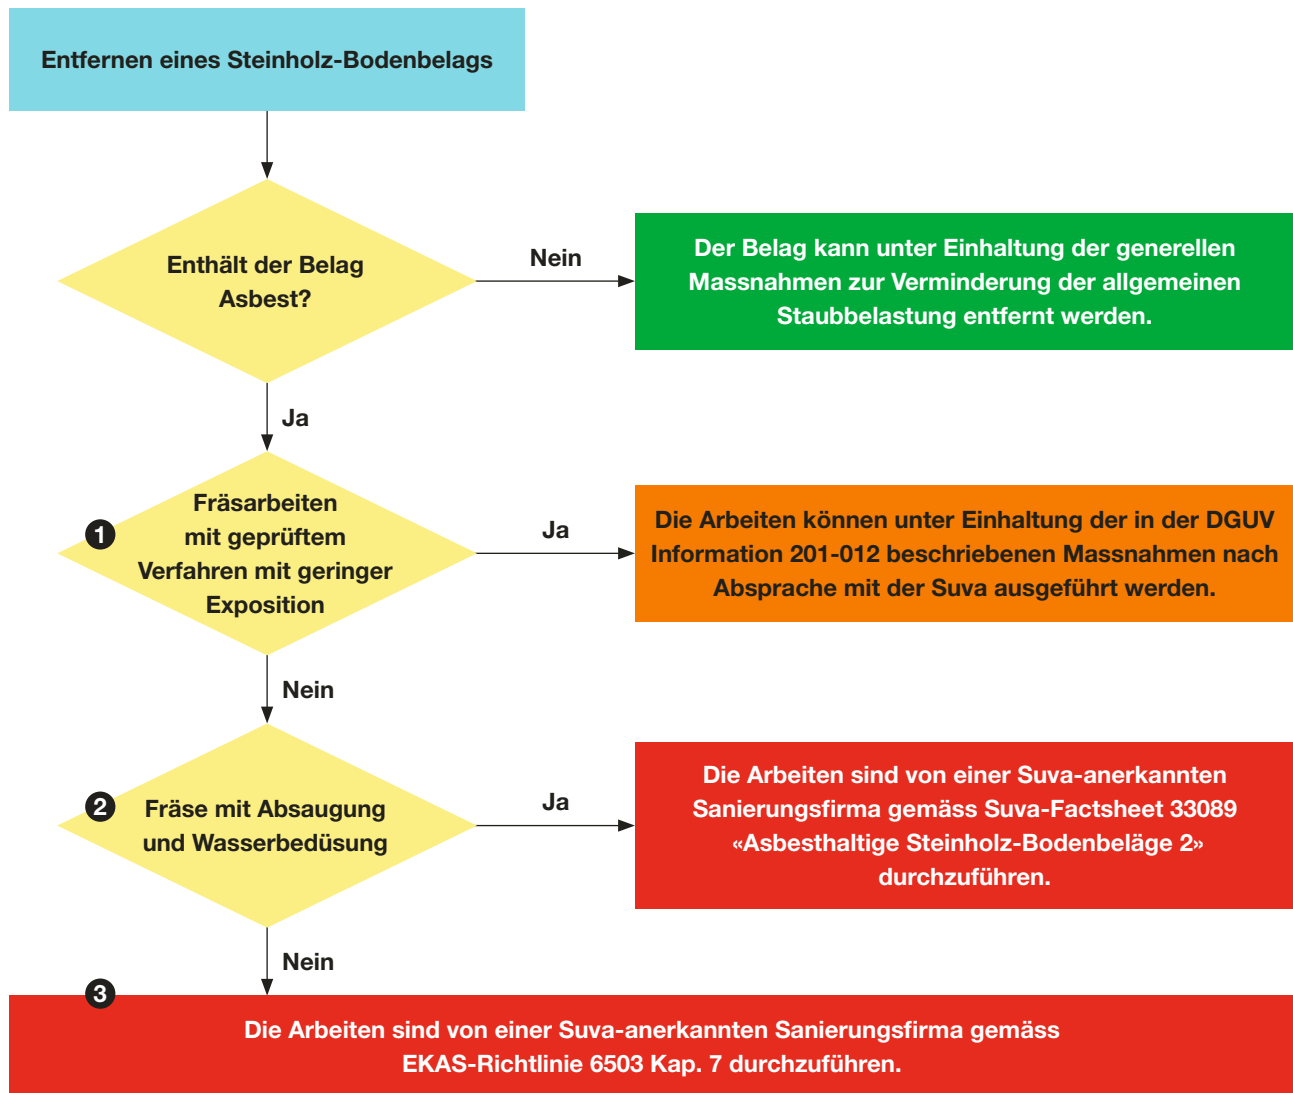 Entfernen eines Steinholz-Bodenbelags
Enthält der Belag
Asbest?
Nein
Der Belag kann unter Einhaltung der generellen
Massnahmen zur Verminderung der allgemeinen
Staubbelastung entfernt werden.
Ja
1
Fräsarbeiten
mit geprüftem
Verfahren mit geringer
Exposition
Ja
Die Arbeiten können unter Einhaltung der in der DGUV
Information 201-012 beschriebenen Massnahmen nach
Absprache mit der Suva ausgeführt werden.
Nein
2
Fräse mit Absaugung
und Wasserbedüsung
Ja
Die Arbeiten sind von einer Suva-anerkannten
Sanierungsfirma gemäss Suva-Factsheet 33089
«Asbesthaltige Steinholz-Bodenbeläge 2»
durchzuführen.
Nein
3
Die Arbeiten sind von einer Suva-anerkannten Sanierungsfirma gemäss
EKAS-Richtlinie 6503 Kap. 7 durchzuführen.